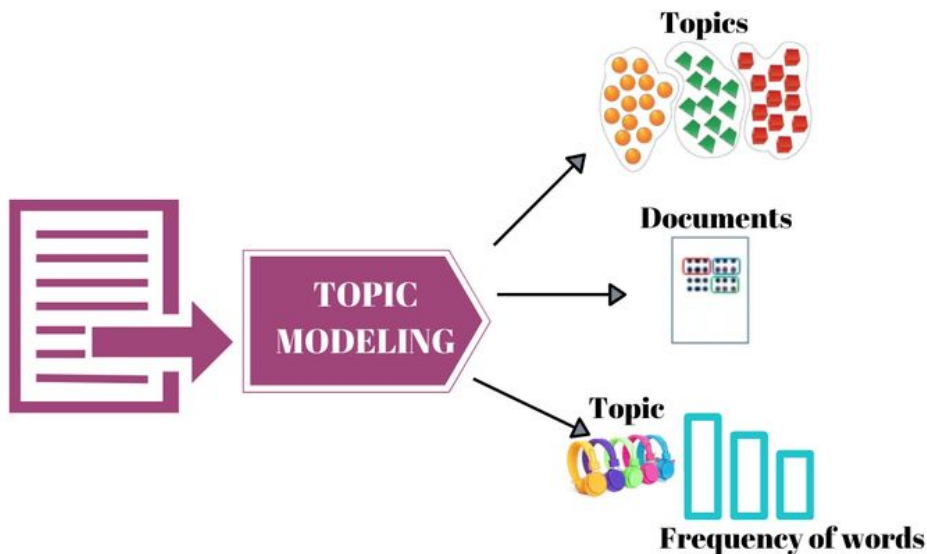 Topics
Documents
TOPIC
MODELING
Topic
Frequency of words